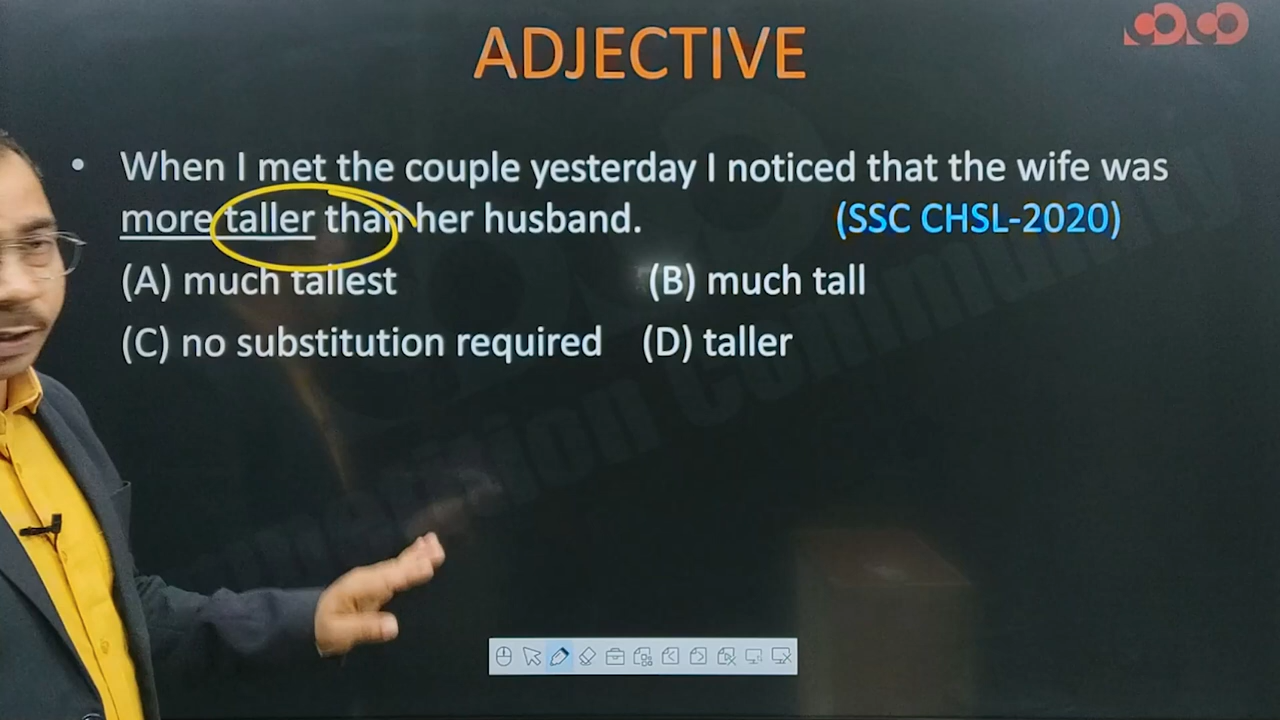 ADJECTIVE
• When I met the couple yesterday I noticed that the wife was
more taller than her husband. (SSC CHSL-2020)
(A) much tallest (B) much tall
(C) no substitution required (D) taller